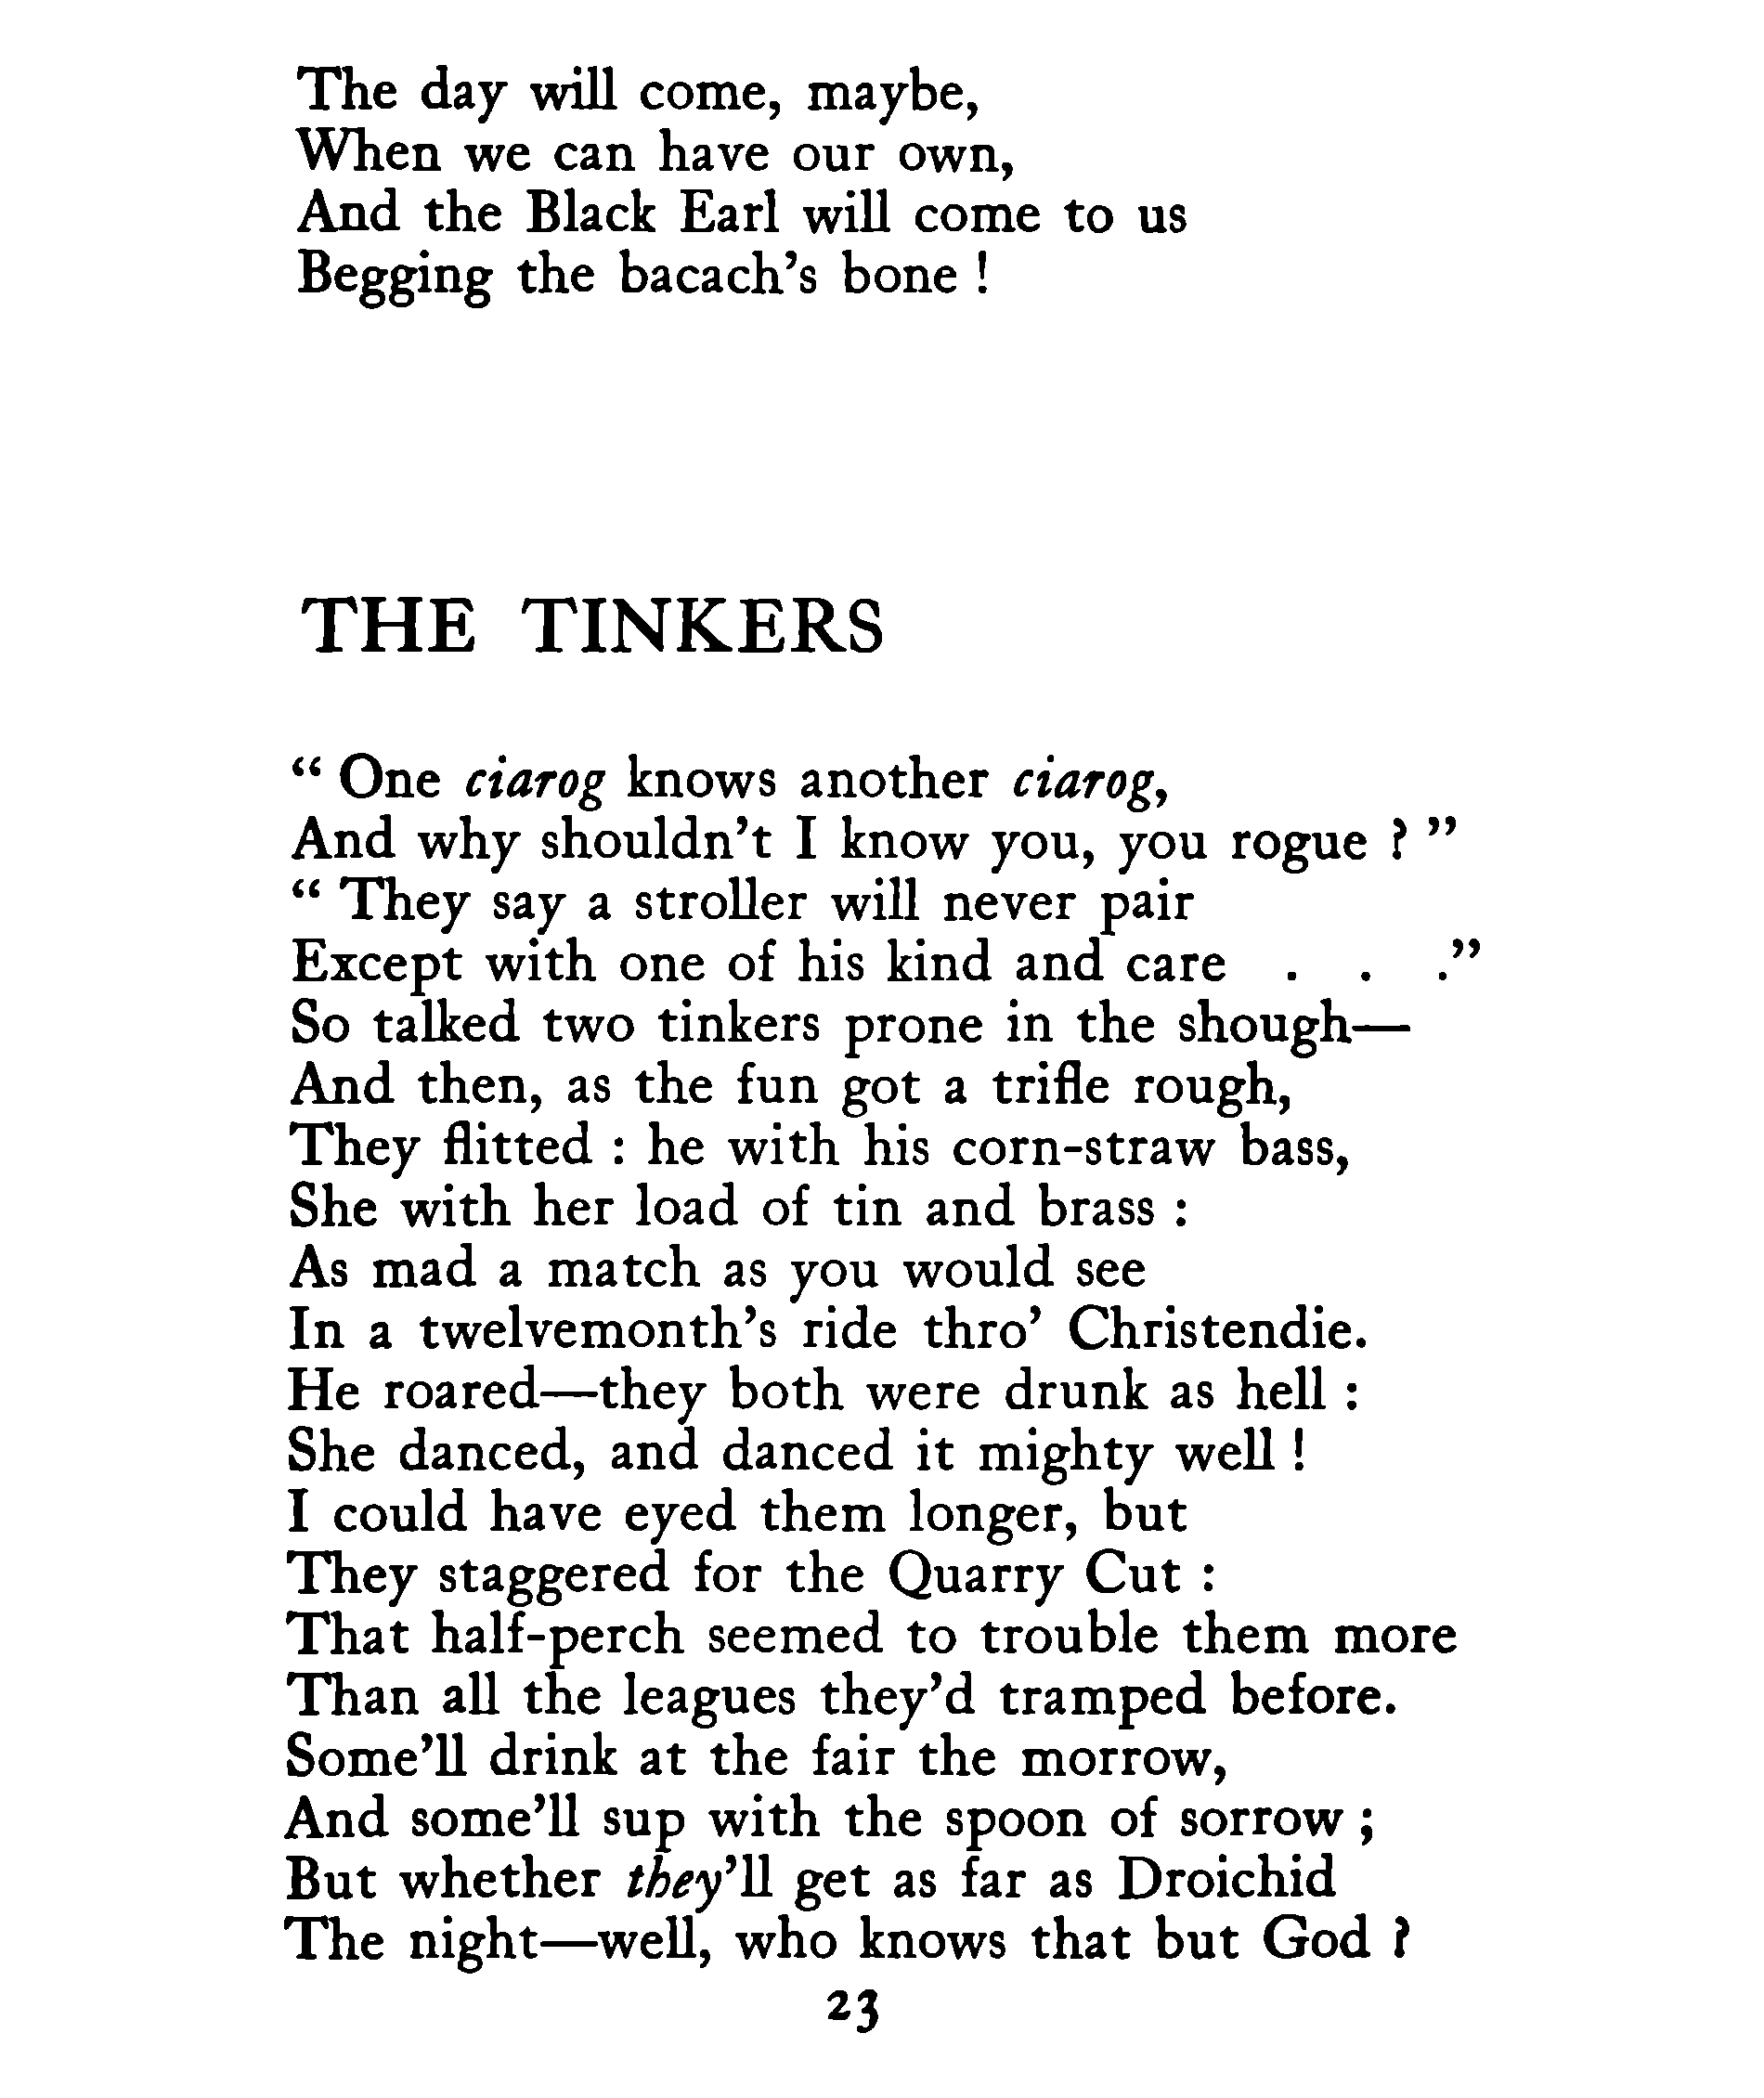 The day will come, maybe,
When we can have our own,
And the Black Earl will come to us
Begging the bacach's bone !
THE TINKERS
“ One ciarog knows another ciarog,
And why shouldn't I know you, you rogue ? ”
“ They say a stroller will never pair
Except with one of his kind and care . . .”
So talked two tinkers prone in the shough—
And then, as the fun got a trifle rough,
They flitted : he with his corn-straw bass,
She with her load of tin and brass :
As mad a match as you would see
In a twelvemonth's ride thro' Christendie.
He roared—they both were drunk as hell :
She danced, and danced it mighty well !
I could have eyed them longer, but
They staggered for the Quarry Cut :
That half-perch seemed to trouble them more
Than all the leagues they'd tramped before.
Some'll drink at the fair the morrow,
And some'll sup with the spoon of sorrow ;
But whether they'll get as far as Droichid
The night—well, who knows that but God ?
23